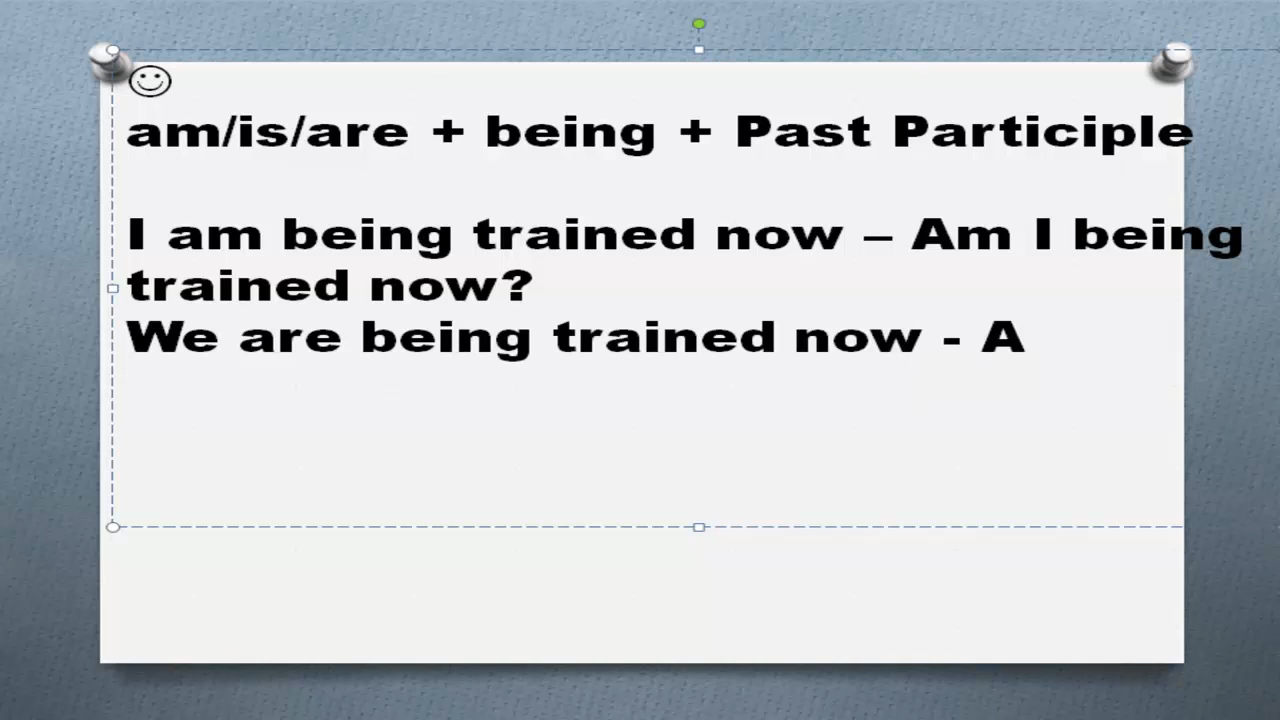 am/is/are + being + Past Participle
I am being trained now – Am I being
trained now?
We are being trained now - A